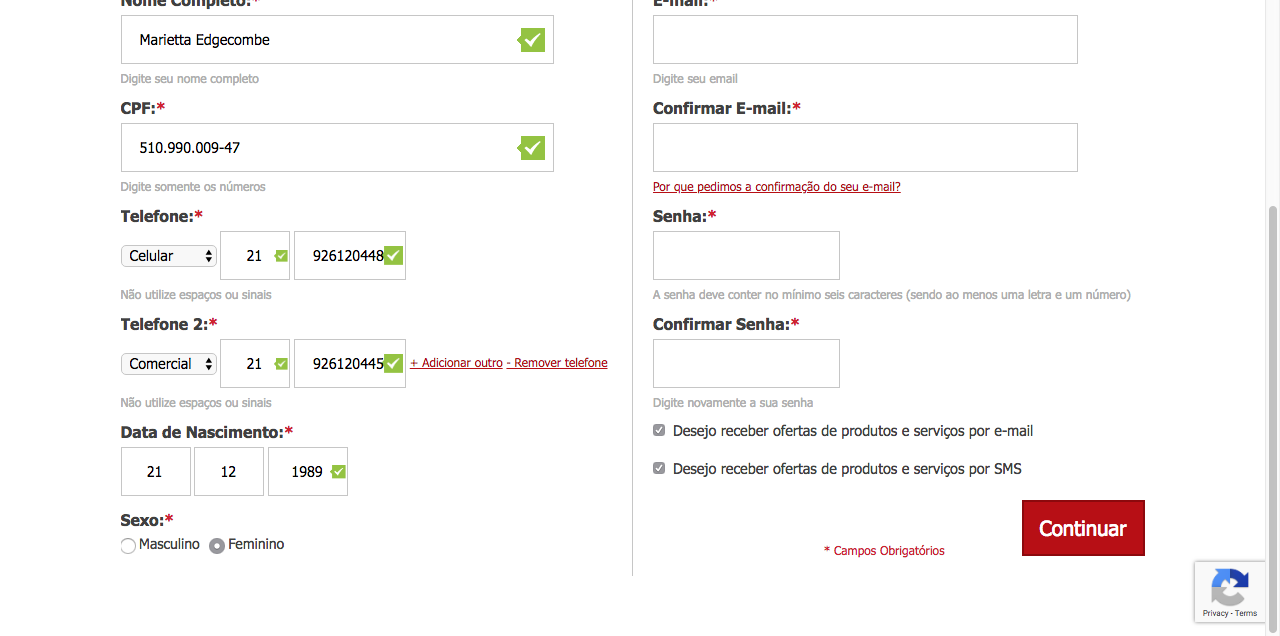 Nome Completo:*
Marietta Edgecombe
Digite seu nome completo
CPF:*
510.990.009-47
Digite somente os números
Telefone:*
Celular 21 926120448
Não utilize espaços ou sinais
Telefone 2:*
Comercial 21 926120445 + Adicionar outro - Remover telefone
Não utilize espaços ou sinais
Data de Nascimento:*
21 12 1989
Sexo:*
Masculino Feminino
E-mail:*
Digite seu email
Confirmar E-mail:*
Por que pedimos a confirmação do seu e-mail?
Senha:*
A senha deve conter no mínimo seis caracteres (sendo ao menos uma letra e um número)
Confirmar Senha:*
Digite novamente a sua senha
Desejo receber ofertas de produtos e serviços por e-mail
Desejo receber ofertas de produtos e serviços por SMS
* Campos Obrigatórios
Continuar
Privacy - Terms